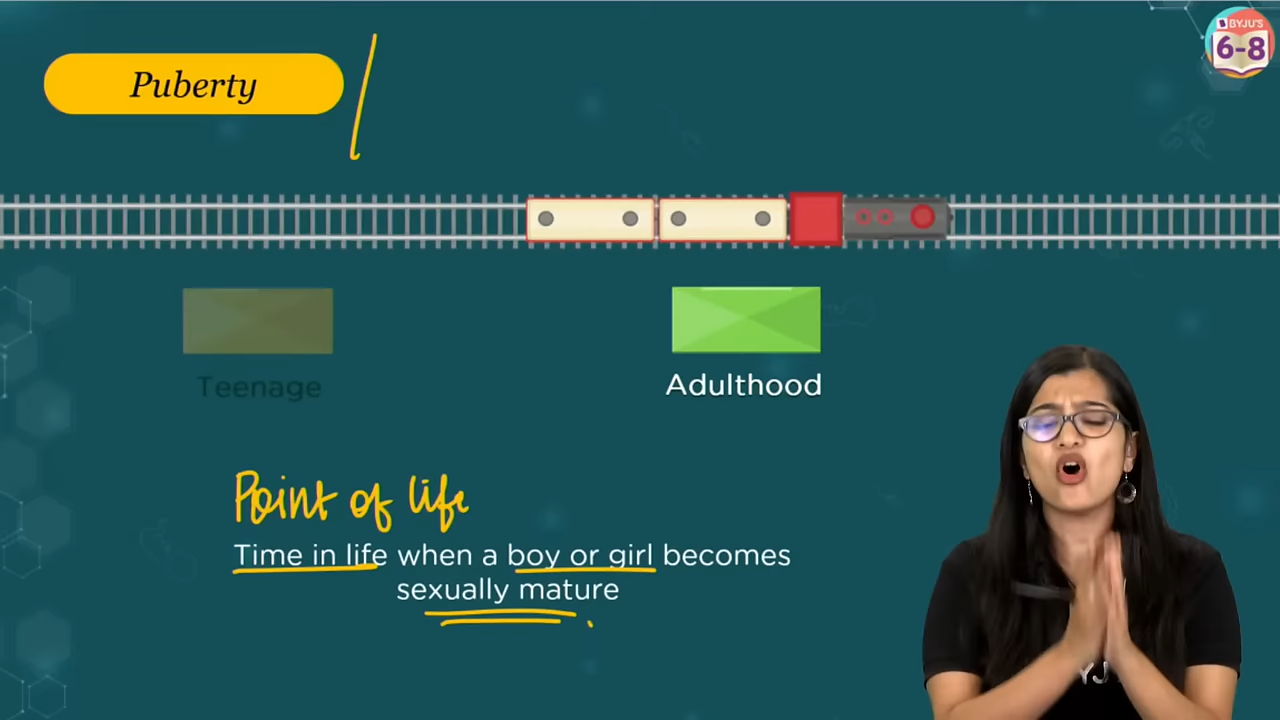 BYJU'S
6-8
Puberty
Teenage
Adulthood
Point of life
Time in life when a boy or girl becomes
sexually mature